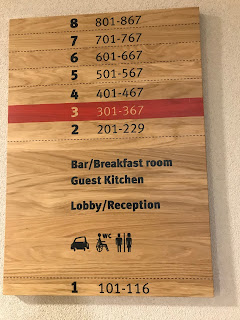 8 801-867
7 701-767
6 601-667
5 501-567
4 401-467
3 301-367
2 201-229
Bar/Breakfast room
Guest Kitchen
Lobby/Reception
WC
1 101-116